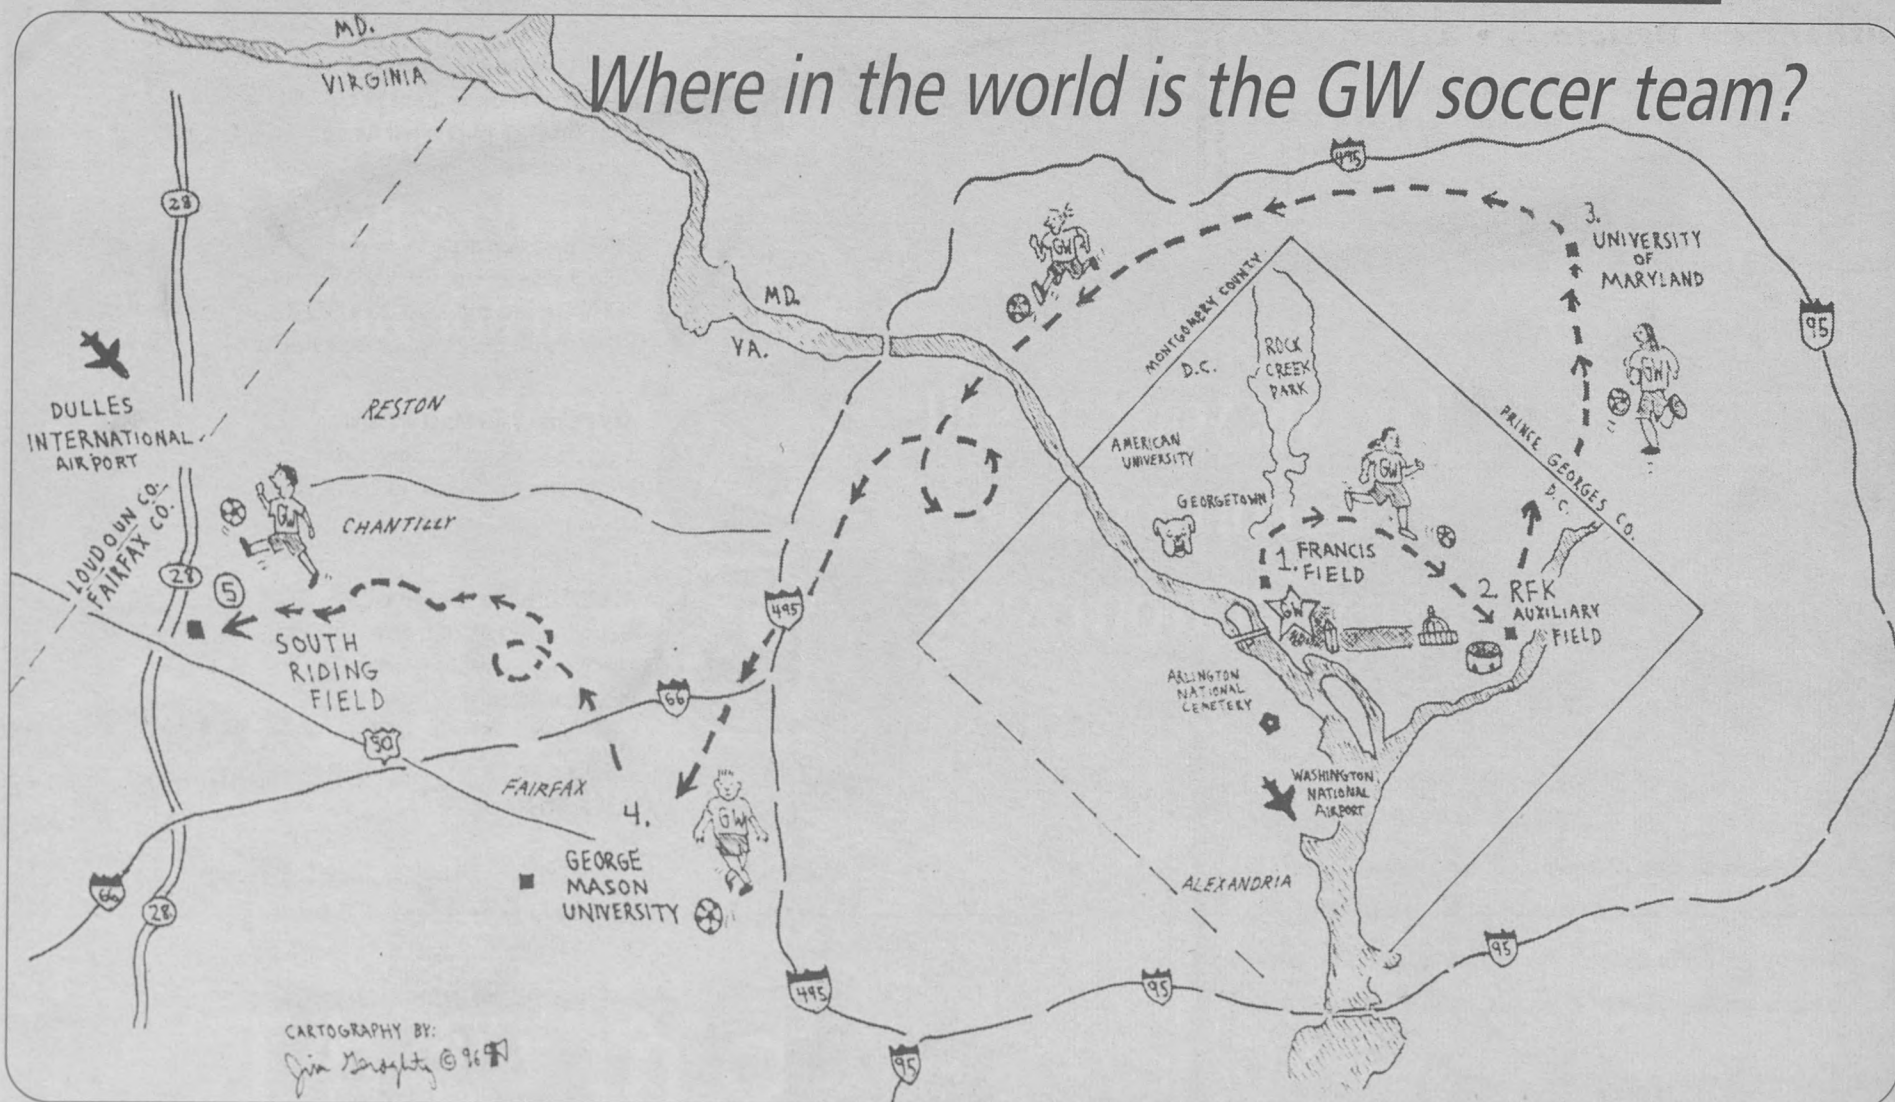 Where in the world is the GW soccer team?
MD.
VIRGINIA
28
495
3.
UNIVERSITY
OF
MARYLAND
GW
MD.
VA.
MONTGOMERY COUNTY
D.C.
ROCK
CREEK
PARK
95
GW
DULLES
INTERNATIONAL
AIRPORT
RESTON
AMERICAN
UNIVERSITY
PRINCE GEORGES CO.
D.C.
GW
GEORGETOWN
LOUDOUN CO.
FAIRFAX CO.
GW
CHANTILLY
28
5
1. FRANCIS
FIELD
2. RFK
AUXILIARY
FIELD
GW
495
SOUTH
RIDING
FIELD
66
ARLINGTON
NATIONAL
CEMETERY
50
FAIRFAX
4.
GW
GEORGE
MASON
UNIVERSITY
WASHINGTON
NATIONAL
AIRPORT
66
28
ALEXANDRIA
495
95
95
95
CARTOGRAPHY BY:
Jim Geraghty © 96